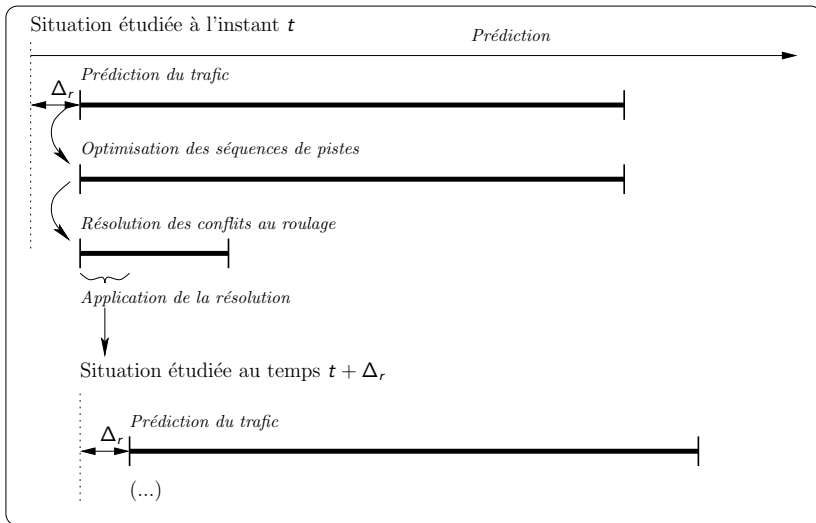 Situation étudiée à l'instant t
Prédiction
Prédiction du trafic
Δr
Optimisation des séquences de pistes
Résolution des conflits au roulage
Application de la résolution
Situation étudiée au temps t + Δr
Prédiction du trafic
Δr
(...)